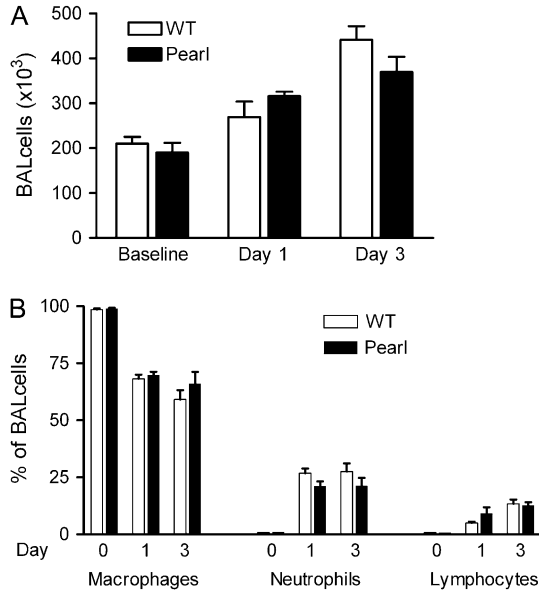 A
500
400
300
200
100
0
BALcells (x10³)
WT
Pearl
Baseline Day 1 Day 3
B
100
75
50
25
0
% of BALcells
WT
Pearl
Day 0 1 3 0 1 3 0 1 3
Macrophages Neutrophils Lymphocytes